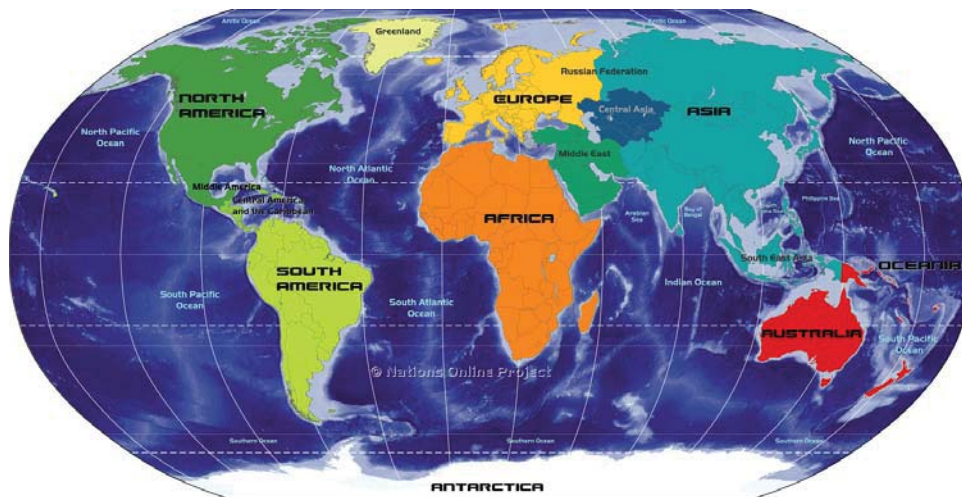 Arctic Ocean
Arctic Ocean
Greenland
Russian Federation
NORTH
AMERICA
EUROPE
Central Asia
ASIA
North Pacific
Ocean
North Pacific
Ocean
Middle East
North Atlantic
Ocean
Middle America
Central America
and the Caribbean
AFRICA
Arabian
Sea
Bay of
Bengal
Philippine Sea
South East Asia
OCEANIA
SOUTH
AMERICA
Indian Ocean
South Pacific
Ocean
South Atlantic
Ocean
AUSTRALIA
South Pacific
Ocean
© Nations Online Project
Southern Ocean
Southern Ocean
Southern Ocean
ANTARCTICA